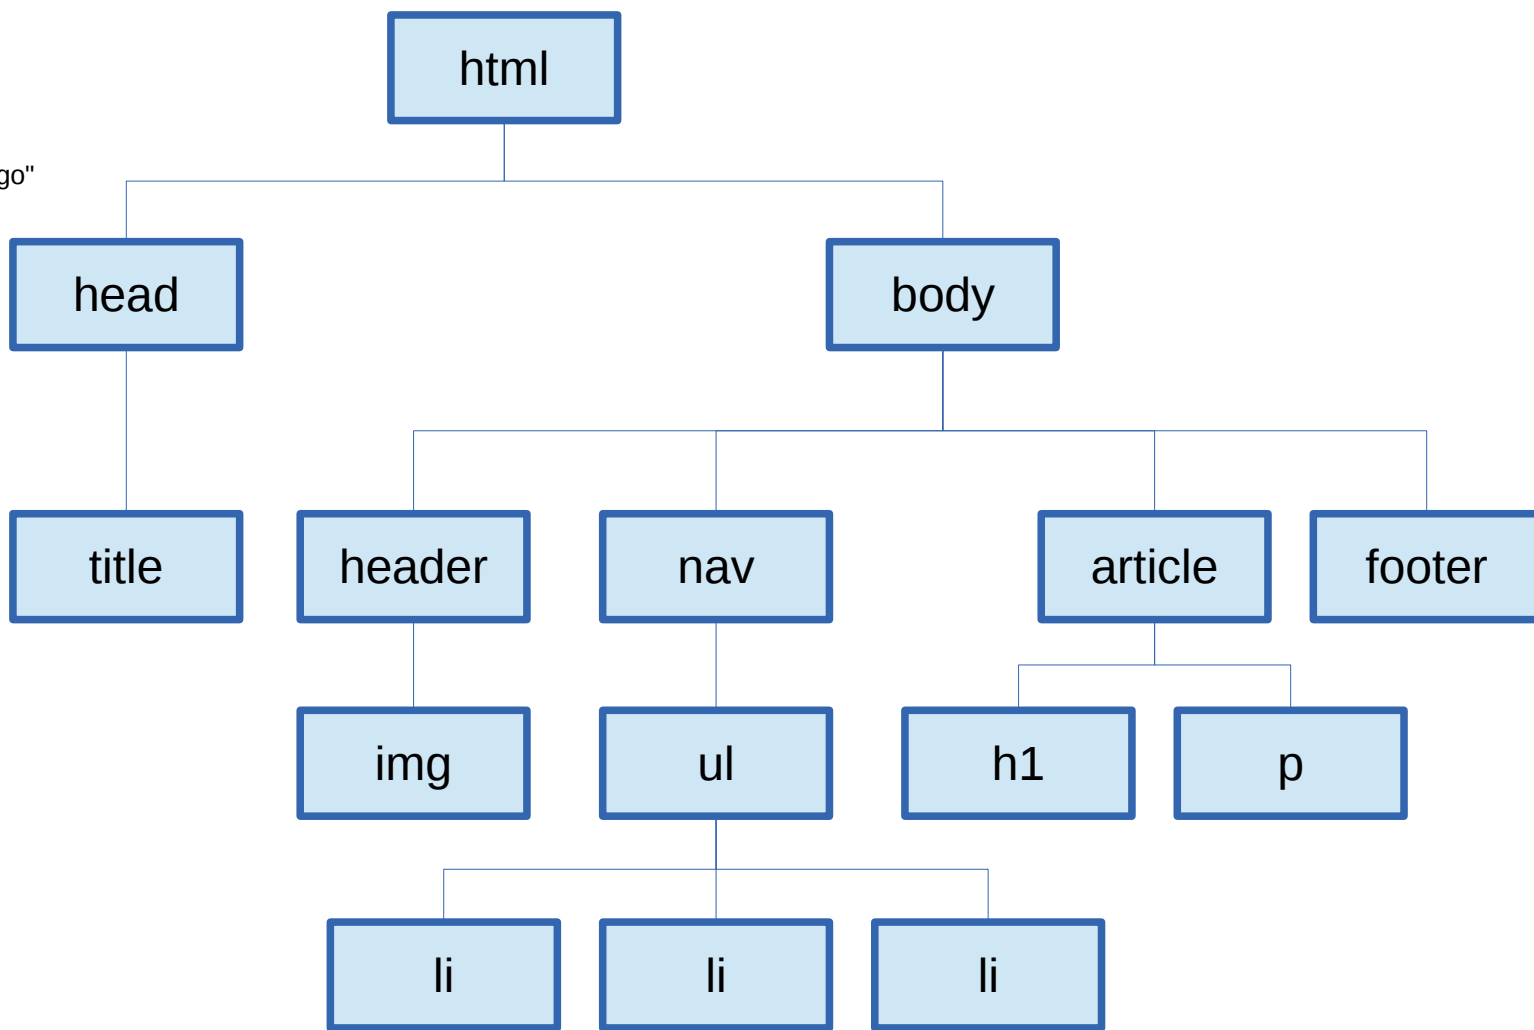 html
go"
head
body
title
header
nav
article
footer
img
ul
h1
p
li
li
li